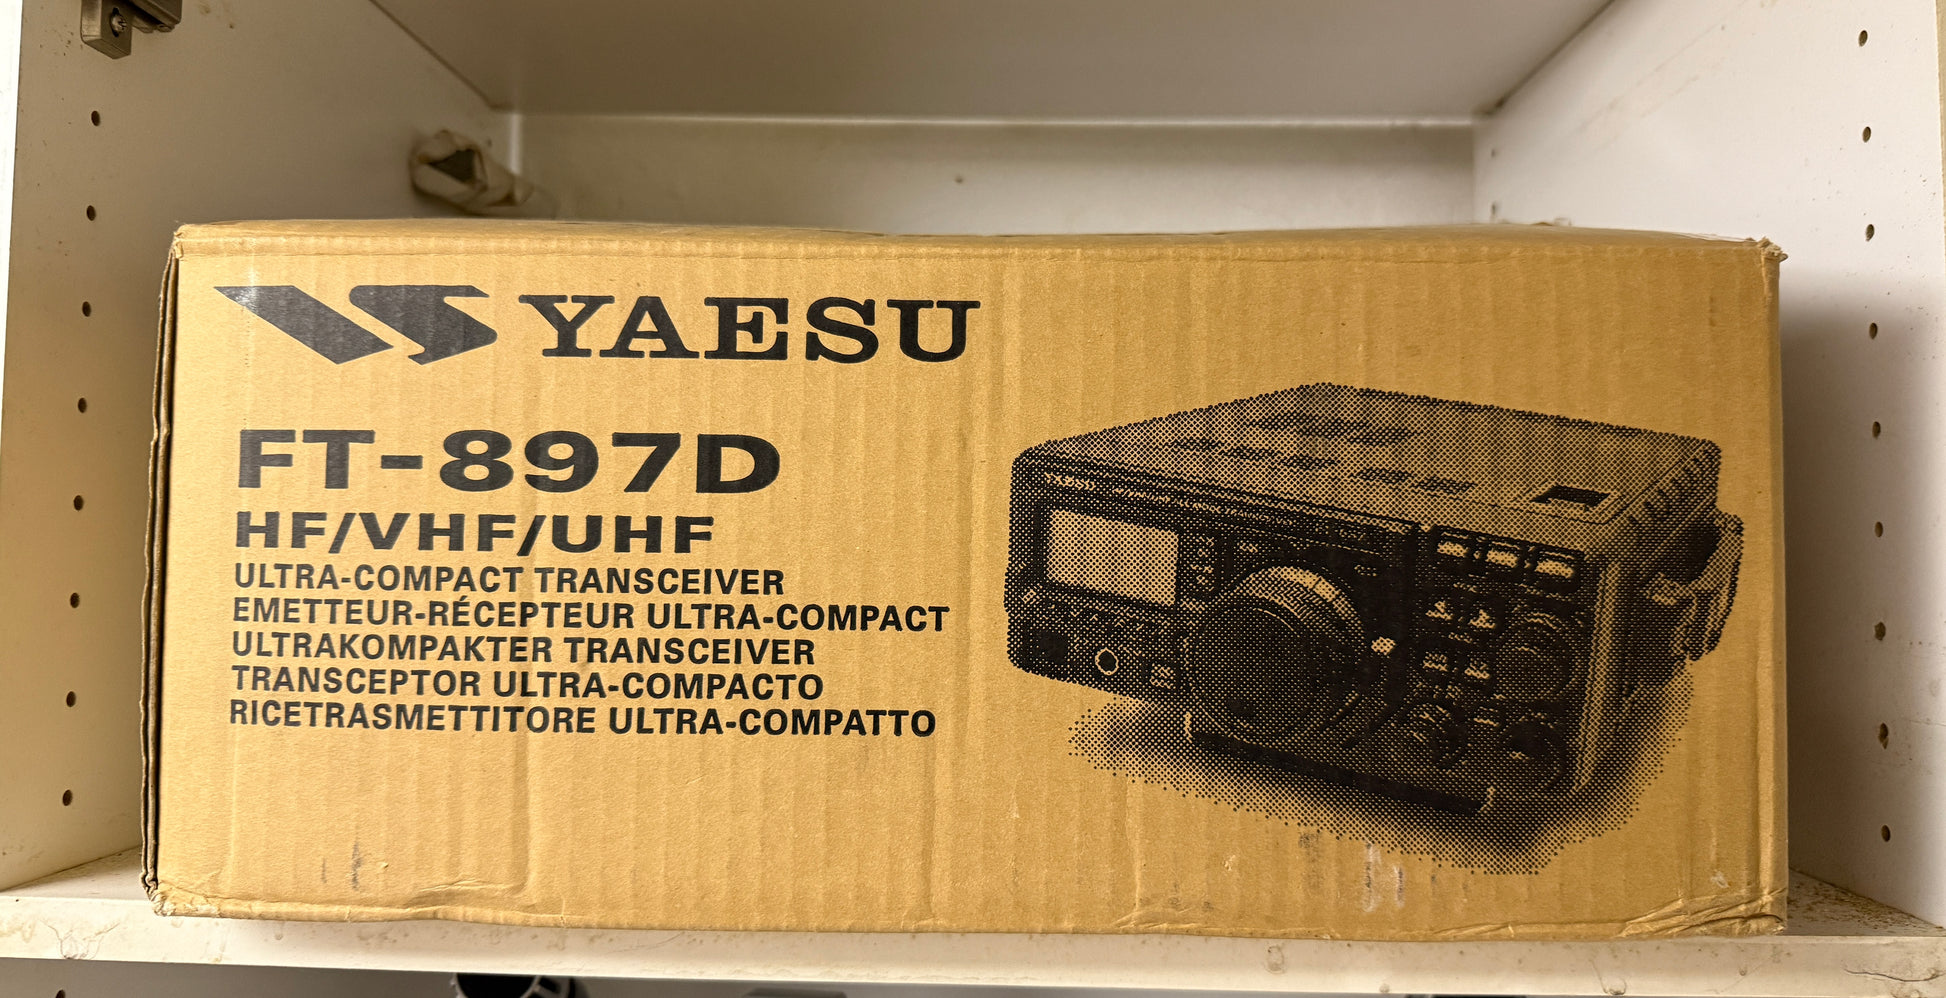 YAESU
FT-897D
HF/VHF/UHF
ULTRA-COMPACT TRANSCEIVER
EMETTEUR-RÉCEPTEUR ULTRA-COMPACT
ULTRAKOMPAKTER TRANSCEIVER
TRANSCEPTOR ULTRA-COMPACTO
RICETRASMETTITORE ULTRA-COMPATTO